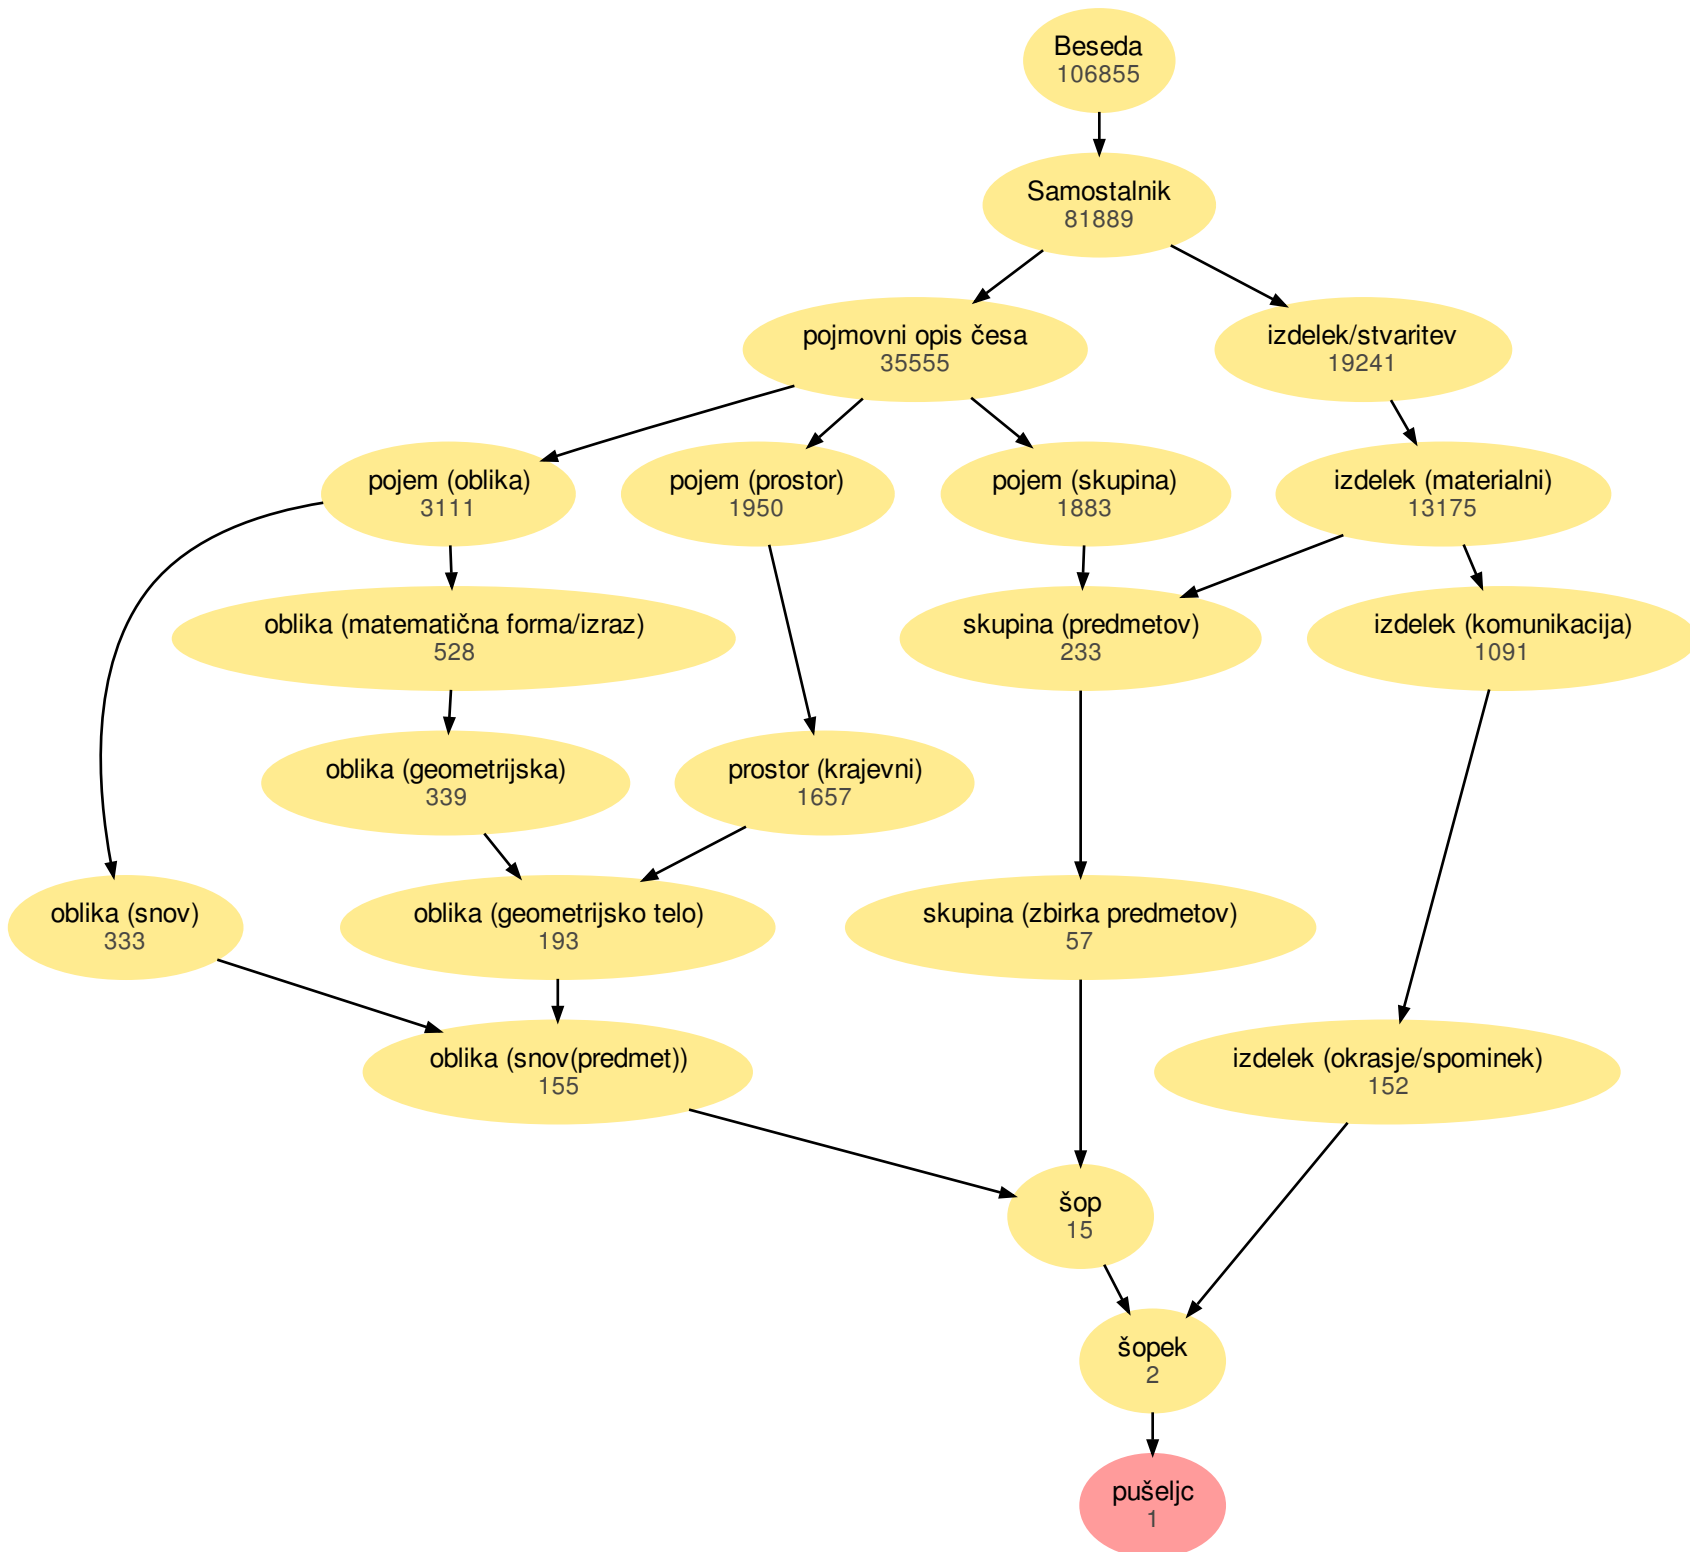 Beseda
106855
Samostalnik
81889
pojmovni opis česa
35555
izdelek/stvaritev
19241
pojem (oblika)
3111
pojem (prostor)
1950
pojem (skupina)
1883
izdelek (materialni)
13175
oblika (matematična forma/izraz)
528
skupina (predmetov)
233
izdelek (komunikacija)
1091
oblika (geometrijska)
339
prostor (krajevni)
1657
oblika (snov)
333
oblika (geometrijsko telo)
193
skupina (zbirka predmetov)
57
oblika (snov(predmet))
155
izdelek (okrasje/spominek)
152
šop
15
šopek
2
pušeljc
1